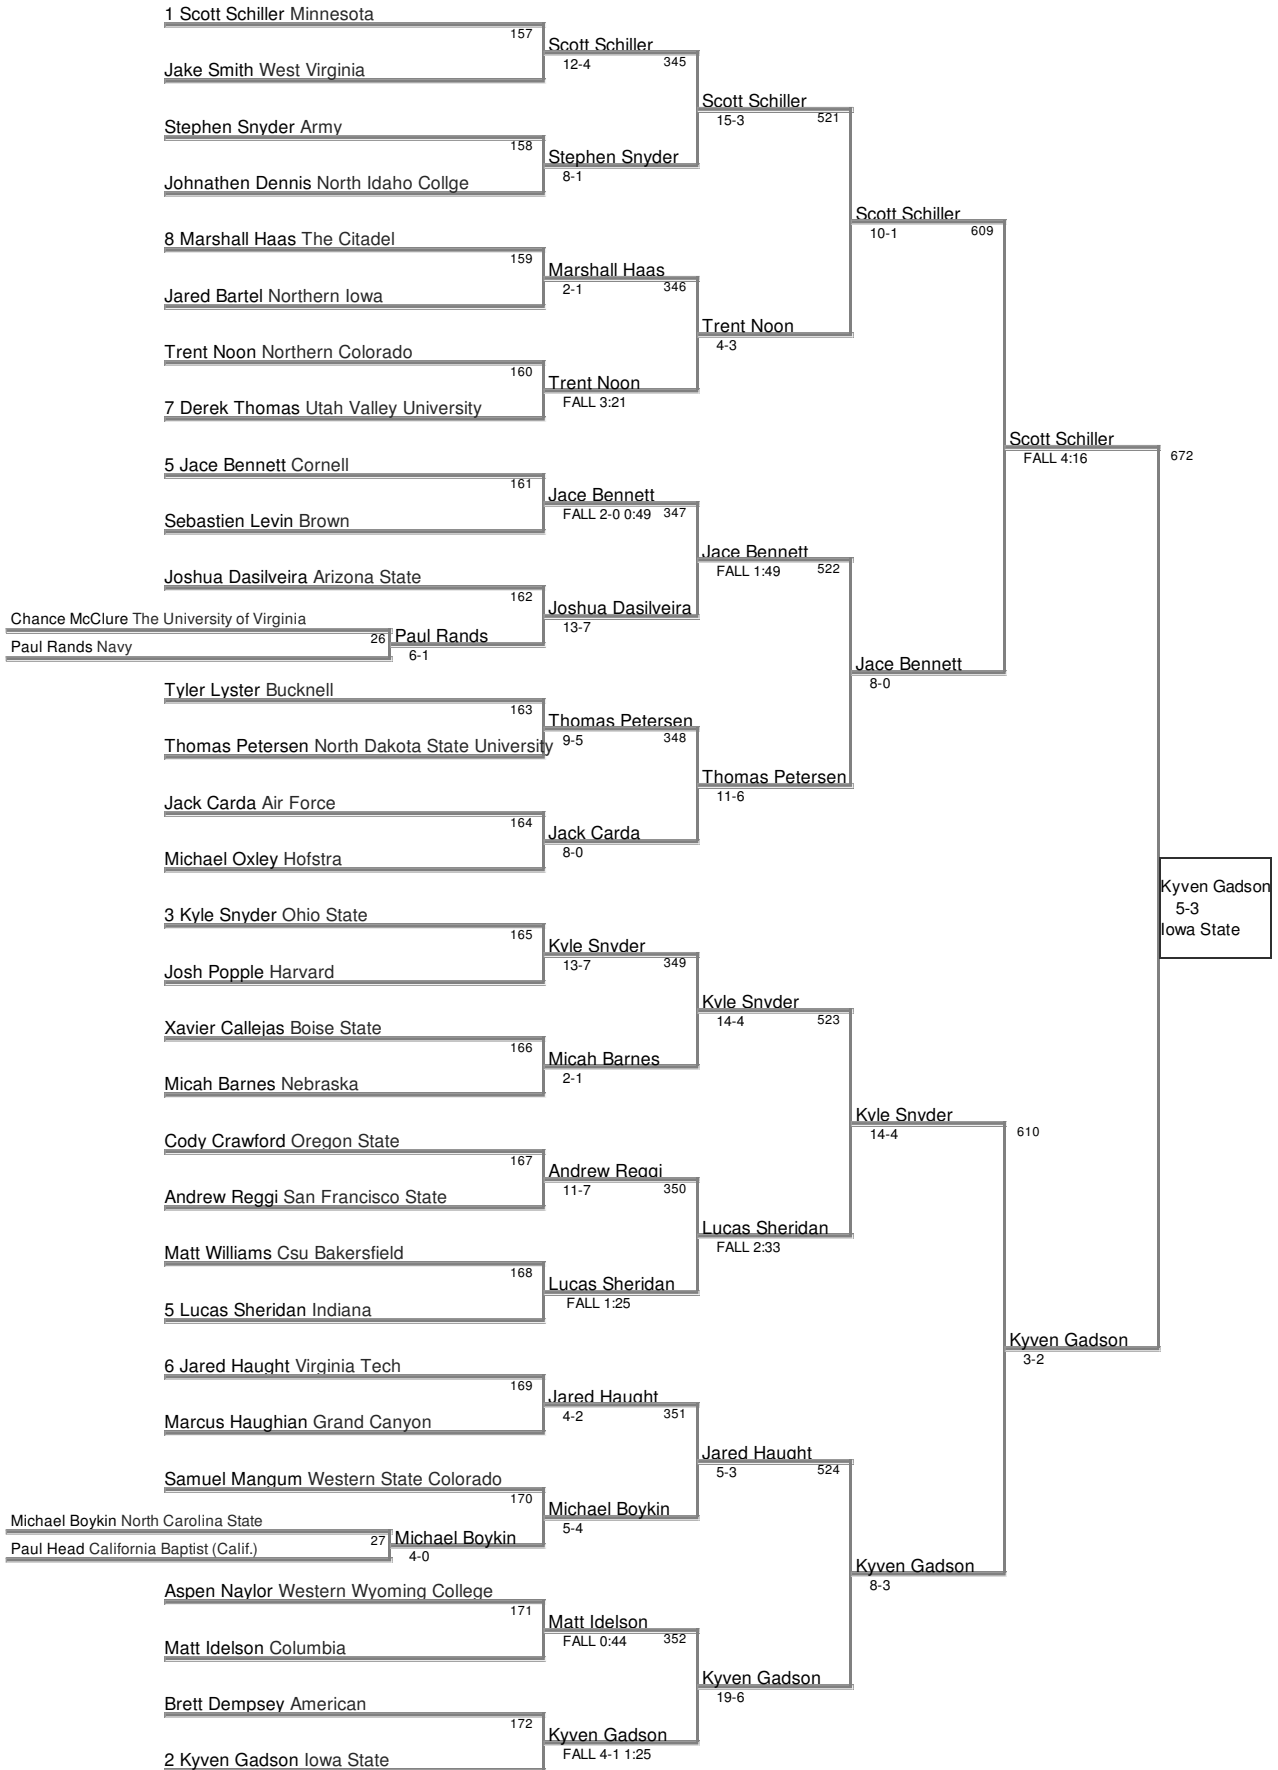 1 Scott Schiller Minnesota
157
Scott Schiller
12-4
345
Jake Smith West Virginia
Scott Schiller
15-3
521
Stephen Snyder Army
158
Stephen Snyder
8-1
Johnathen Dennis North Idaho Collge
Scott Schiller
10-1
609
8 Marshall Haas The Citadel
159
Marshall Haas
2-1
346
Jared Bartel Northern Iowa
Trent Noon
4-3
Trent Noon Northern Colorado
160
Trent Noon
FALL 3:21
7 Derek Thomas Utah Valley University
Scott Schiller
FALL 4:16
672
5 Jace Bennett Cornell
161
Jace Bennett
FALL 2-0 0:49
347
Sebastien Levin Brown
Jace Bennett
FALL 1:49
522
Joshua Dasilveira Arizona State
162
Joshua Dasilveira
13-7
Chance McClure The University of Virginia
26
Paul Rands
6-1
Paul Rands Navy
Jace Bennett
8-0
Tyler Lyster Bucknell
163
Thomas Petersen
9-5
348
Thomas Petersen North Dakota State University
Thomas Petersen
11-6
Jack Carda Air Force
164
Jack Carda
8-0
Michael Oxley Hofstra
Kyven Gadson
5-3
Iowa State
3 Kyle Snyder Ohio State
165
Kyle Snyder
13-7
349
Josh Popple Harvard
Kyle Snyder
14-4
523
Xavier Callejas Boise State
166
Micah Barnes
2-1
Micah Barnes Nebraska
Kyle Snyder
14-4
610
Cody Crawford Oregon State
167
Andrew Reggi
11-7
350
Andrew Reggi San Francisco State
Lucas Sheridan
FALL 2:33
Matt Williams Csu Bakersfield
168
Lucas Sheridan
FALL 1:25
5 Lucas Sheridan Indiana
Kyven Gadson
3-2
6 Jared Haught Virginia Tech
169
Jared Haught
4-2
351
Marcus Haughian Grand Canyon
Jared Haught
5-3
524
Samuel Mangum Western State Colorado
170
Michael Boykin
5-4
Michael Boykin North Carolina State
27
Michael Boykin
4-0
Paul Head California Baptist (Calif.)
Kyven Gadson
8-3
Aspen Naylor Western Wyoming College
171
Matt Idelson
FALL 0:44
352
Matt Idelson Columbia
Kyven Gadson
19-6
Brett Dempsey American
172
Kyven Gadson
FALL 4-1 1:25
2 Kyven Gadson Iowa State